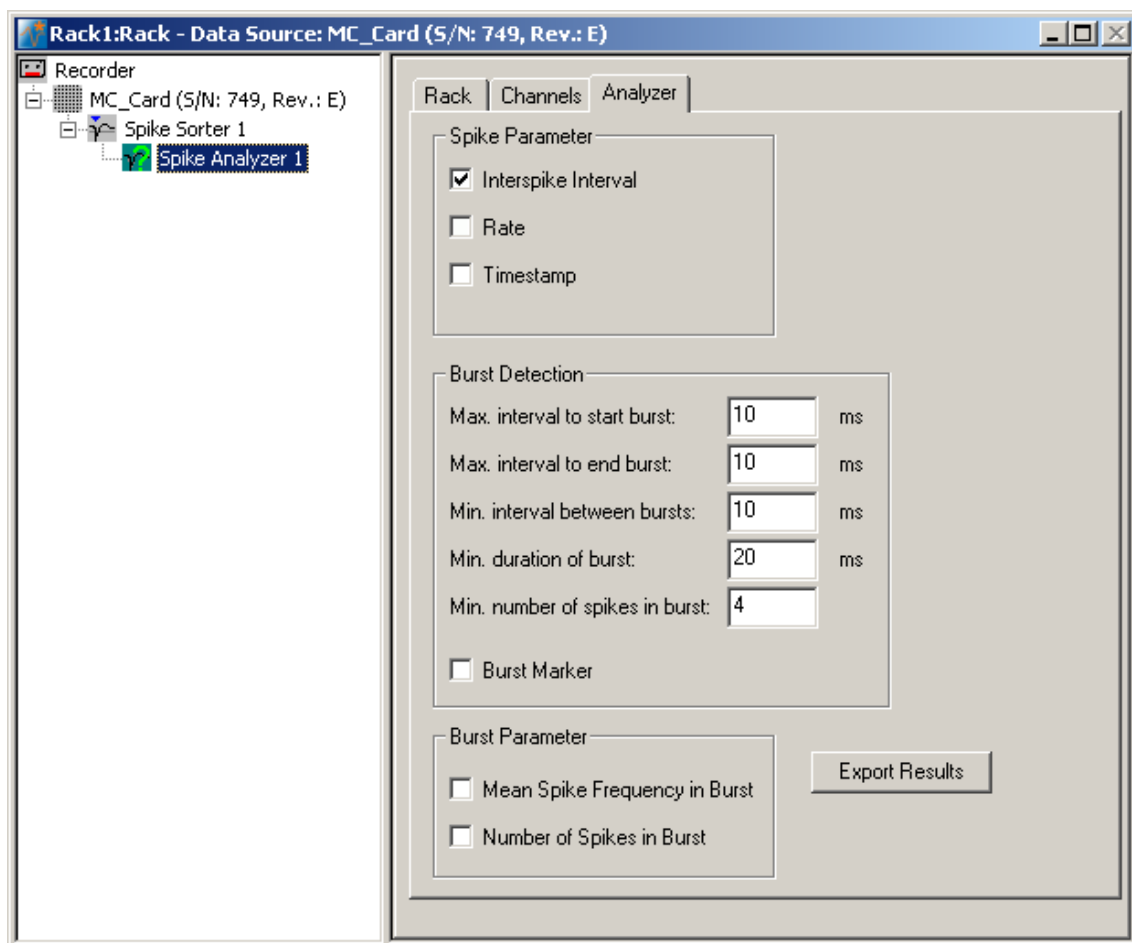 Rack1:Rack - Data Source: MC_Card (S/N: 749, Rev.: E)
Recorder
MC_Card (S/N: 749, Rev.: E)
Spike Sorter 1
Spike Analyzer 1
Rack Channels Analyzer
Spike Parameter
Interspike Interval
Rate
Timestamp
Burst Detection
Max. interval to start burst: 10 ms
Max. interval to end burst: 10 ms
Min. interval between bursts: 10 ms
Min. duration of burst: 20 ms
Min. number of spikes in burst: 4
Burst Marker
Burst Parameter
Mean Spike Frequency in Burst
Number of Spikes in Burst
Export Results